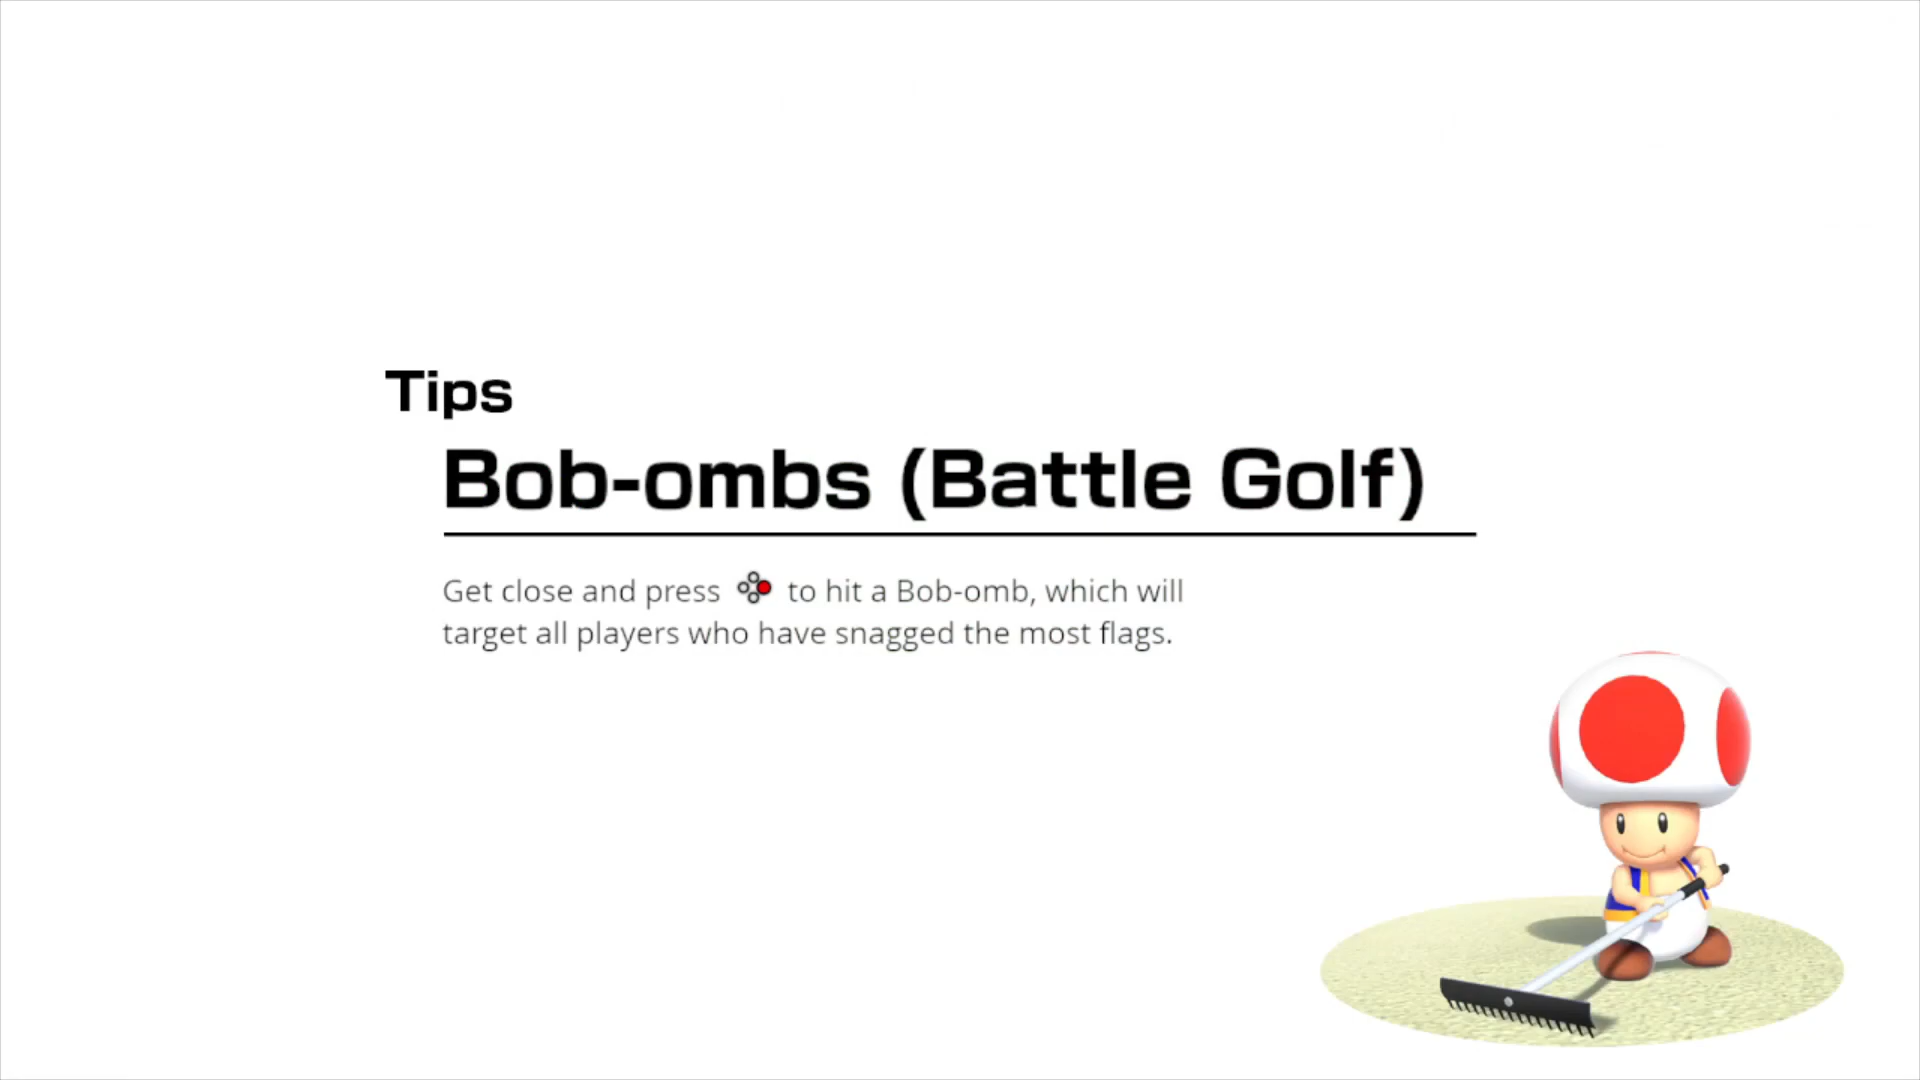 Tips
Bob-ombs (Battle Golf)
Get close and press to hit a Bob-omb, which will
target all players who have snagged the most flags.